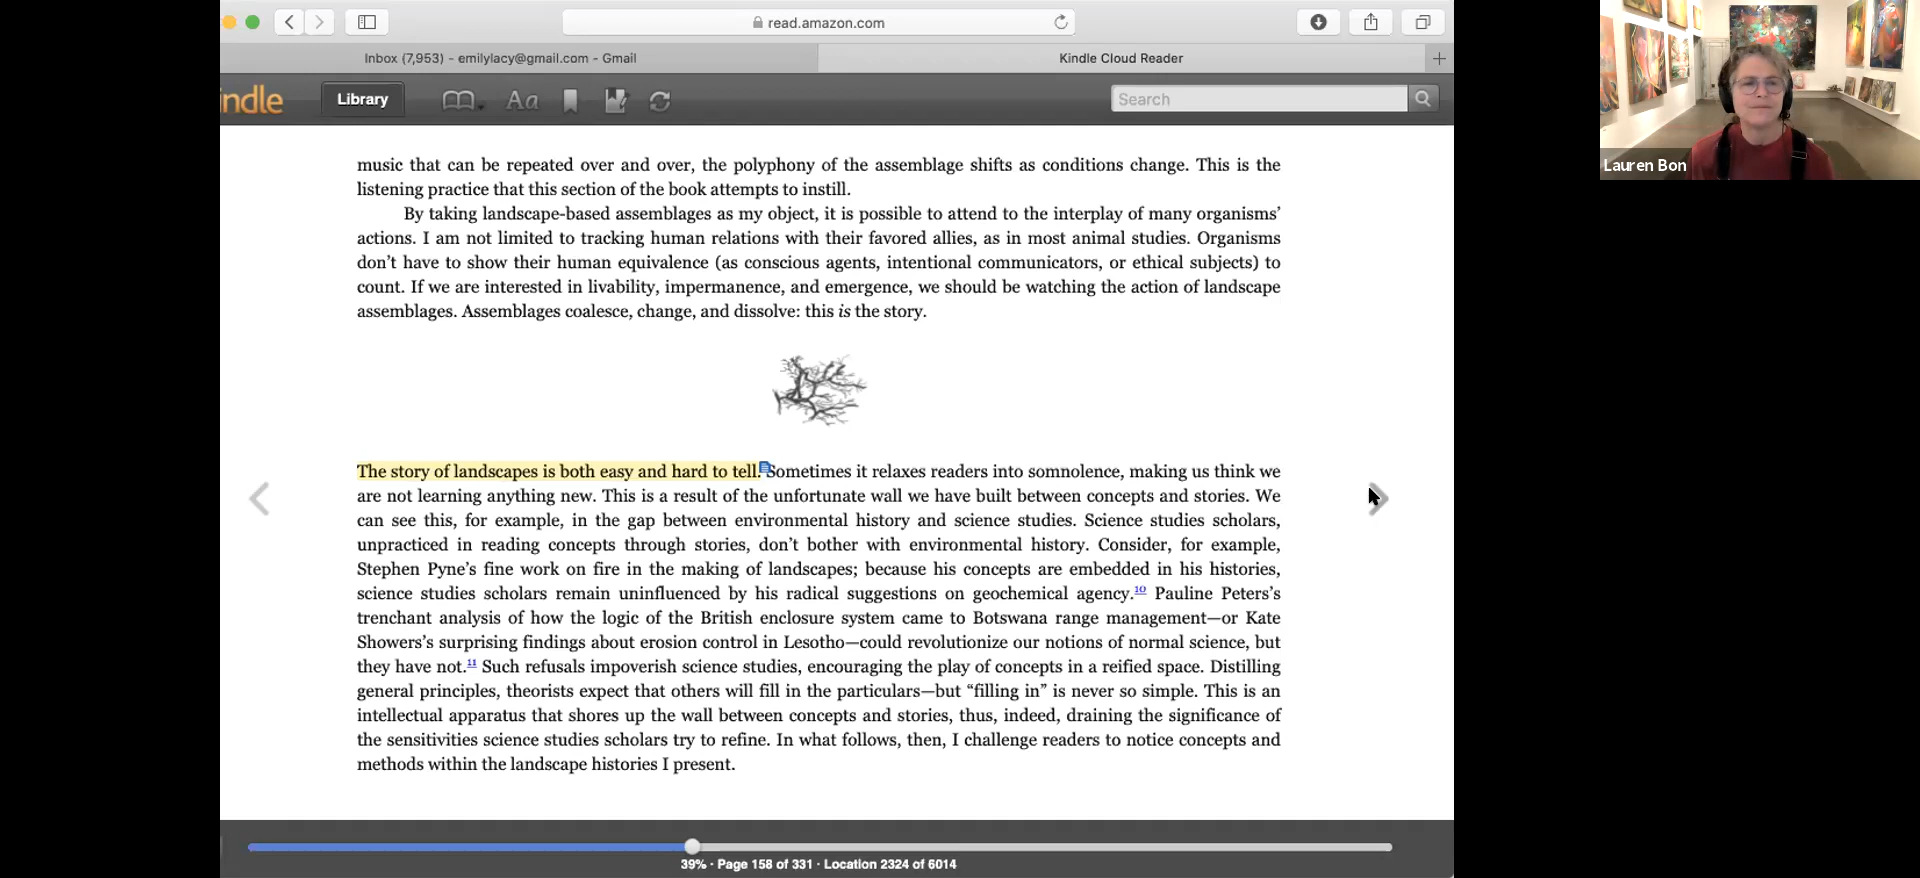 read.amazon.com
Inbox (7,953) - emilylacy@gmail.com - Gmail
Kindle Cloud Reader
indle
Library
Aa
Search
Lauren Bon
music that can be repeated over and over, the polyphony of the assemblage shifts as conditions change. This is the
listening practice that this section of the book attempts to instill.
By taking landscape-based assemblages as my object, it is possible to attend to the interplay of many organisms’
actions. I am not limited to tracking human relations with their favored allies, as in most animal studies. Organisms
don’t have to show their human equivalence (as conscious agents, intentional communicators, or ethical subjects) to
count. If we are interested in livability, impermanence, and emergence, we should be watching the action of landscape
assemblages. Assemblages coalesce, change, and dissolve: this is the story.
The story of landscapes is both easy and hard to tell. Sometimes it relaxes readers into somnolence, making us think we
are not learning anything new. This is a result of the unfortunate wall we have built between concepts and stories. We
can see this, for example, in the gap between environmental history and science studies. Science studies scholars,
unpracticed in reading concepts through stories, don’t bother with environmental history. Consider, for example,
Stephen Pyne’s fine work on fire in the making of landscapes; because his concepts are embedded in his histories,
science studies scholars remain uninfluenced by his radical suggestions on geochemical agency.10 Pauline Peters’s
trenchant analysis of how the logic of the British enclosure system came to Botswana range management—or Kate
Showers’s surprising findings about erosion control in Lesotho—could revolutionize our notions of normal science, but
they have not.11 Such refusals impoverish science studies, encouraging the play of concepts in a reified space. Distilling
general principles, theorists expect that others will fill in the particulars—but “filling in” is never so simple. This is an
intellectual apparatus that shores up the wall between concepts and stories, thus, indeed, draining the significance of
the sensitivities science studies scholars try to refine. In what follows, then, I challenge readers to notice concepts and
methods within the landscape histories I present.
39% · Page 158 of 331 · Location 2324 of 6014